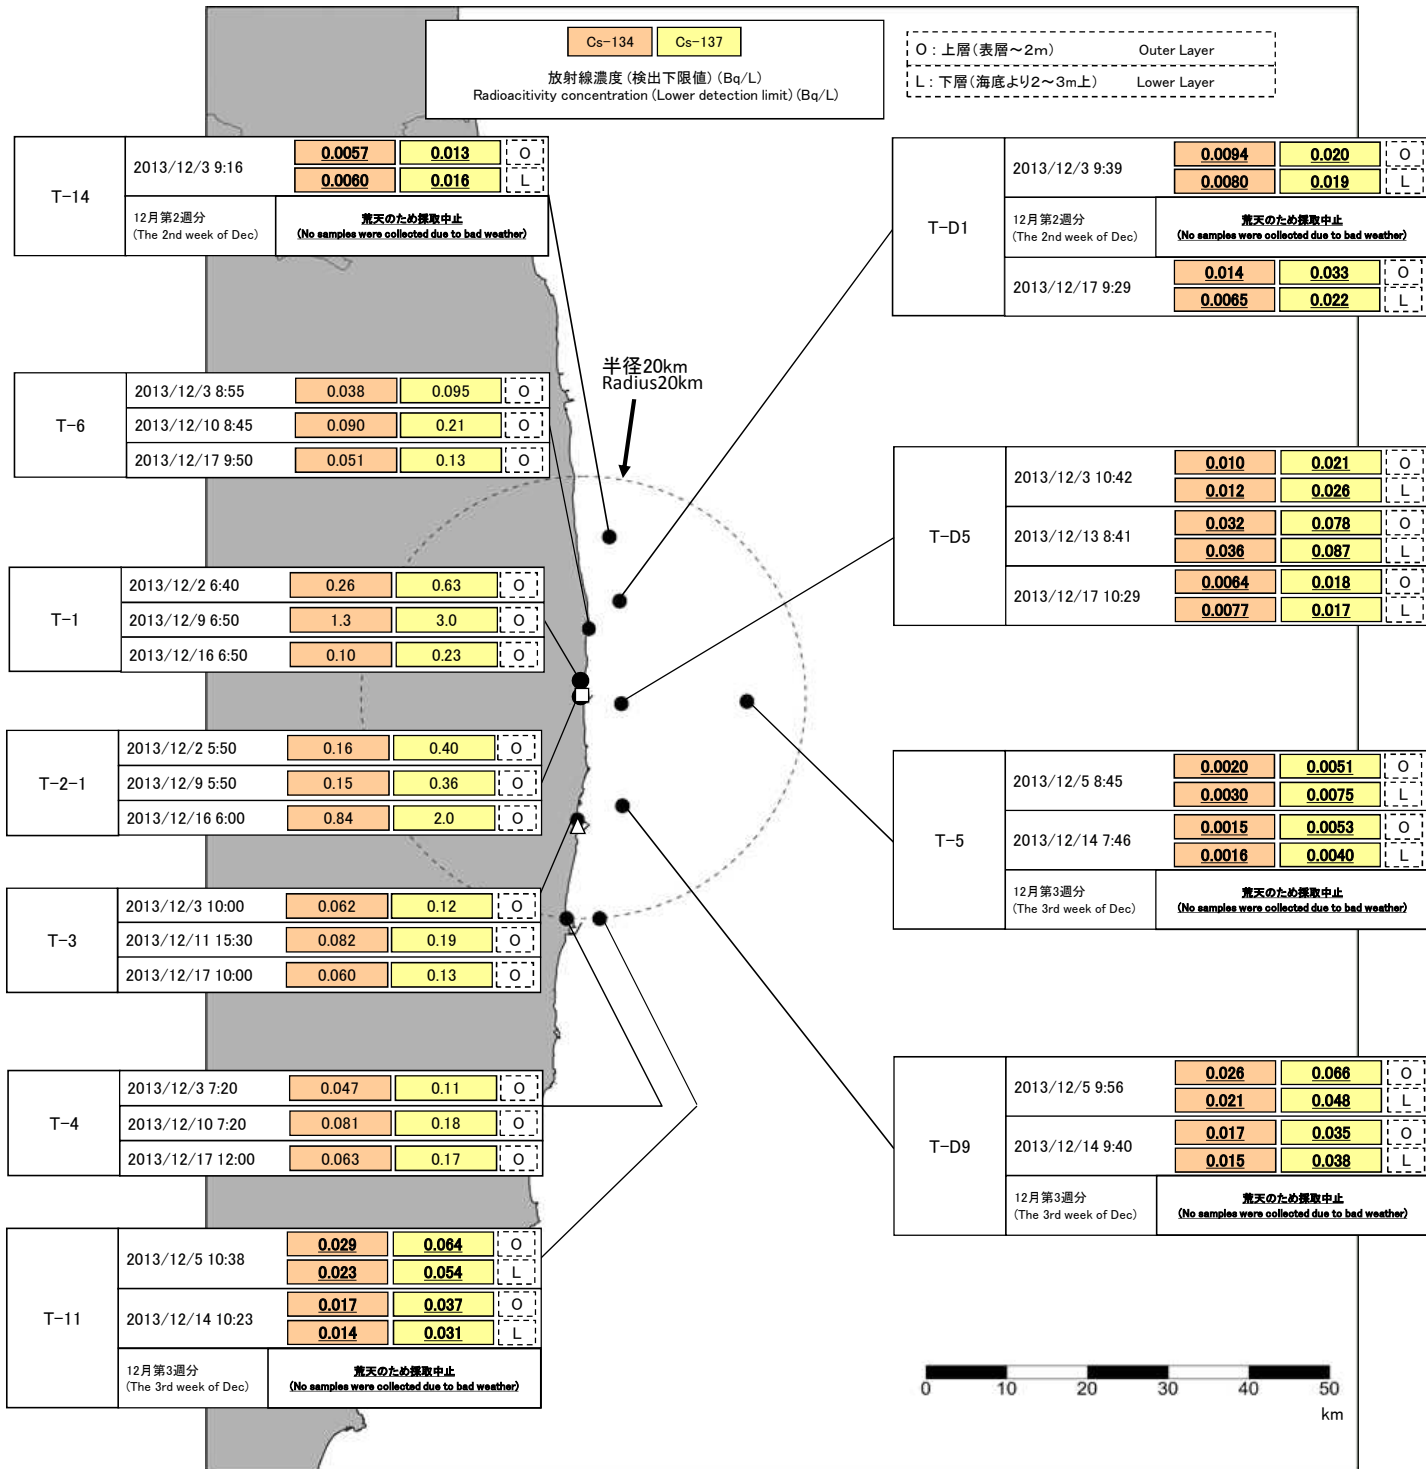 Cs-134 Cs-137
放射線濃度(検出下限値)(Bq/L)
Radioacitivity concentration (Lower detection limit) (Bq/L)
O:上層(表層～2m) Outer Layer
L:下層(海底より2～3m上) Lower Layer
T-14
2013/12/3 9:16
0.0057 0.013 O
0.0060 0.016 L
12月第2週分
(The 2nd week of Dec)
荒天のため採取中止
(No samples were collected due to bad weather)
T-6
2013/12/3 8:55 0.038 0.095 O
2013/12/10 8:45 0.090 0.21 O
2013/12/17 9:50 0.051 0.13 O
T-1
2013/12/2 6:40 0.26 0.63 O
2013/12/9 6:50 1.3 3.0 O
2013/12/16 6:50 0.10 0.23 O
T-2-1
2013/12/2 5:50 0.16 0.40 O
2013/12/9 5:50 0.15 0.36 O
2013/12/16 6:00 0.84 2.0 O
T-3
2013/12/3 10:00 0.062 0.12 O
2013/12/11 15:30 0.082 0.19 O
2013/12/17 10:00 0.060 0.13 O
T-4
2013/12/3 7:20 0.047 0.11 O
2013/12/10 7:20 0.081 0.18 O
2013/12/17 12:00 0.063 0.17 O
T-11
2013/12/5 10:38
0.029 0.064 O
0.023 0.054 L
2013/12/14 10:23
0.017 0.037 O
0.014 0.031 L
12月第3週分
(The 3rd week of Dec)
荒天のため採取中止
(No samples were collected due to bad weather)
半径20km
Radius20km
T-D1
2013/12/3 9:39
0.0094 0.020 O
0.0080 0.019 L
12月第2週分
(The 2nd week of Dec)
荒天のため採取中止
(No samples were collected due to bad weather)
2013/12/17 9:29
0.014 0.033 O
0.0065 0.022 L
T-D5
2013/12/3 10:42
0.010 0.021 O
0.012 0.026 L
2013/12/13 8:41
0.032 0.078 O
0.036 0.087 L
2013/12/17 10:29
0.0064 0.018 O
0.0077 0.017 L
T-5
2013/12/5 8:45
0.0020 0.0051 O
0.0030 0.0075 L
2013/12/14 7:46
0.0015 0.0053 O
0.0016 0.0040 L
12月第3週分
(The 3rd week of Dec)
荒天のため採取中止
(No samples were collected due to bad weather)
T-D9
2013/12/5 9:56
0.026 0.066 O
0.021 0.048 L
2013/12/14 9:40
0.017 0.035 O
0.015 0.038 L
12月第3週分
(The 3rd week of Dec)
荒天のため採取中止
(No samples were collected due to bad weather)
0 10 20 30 40 50
km